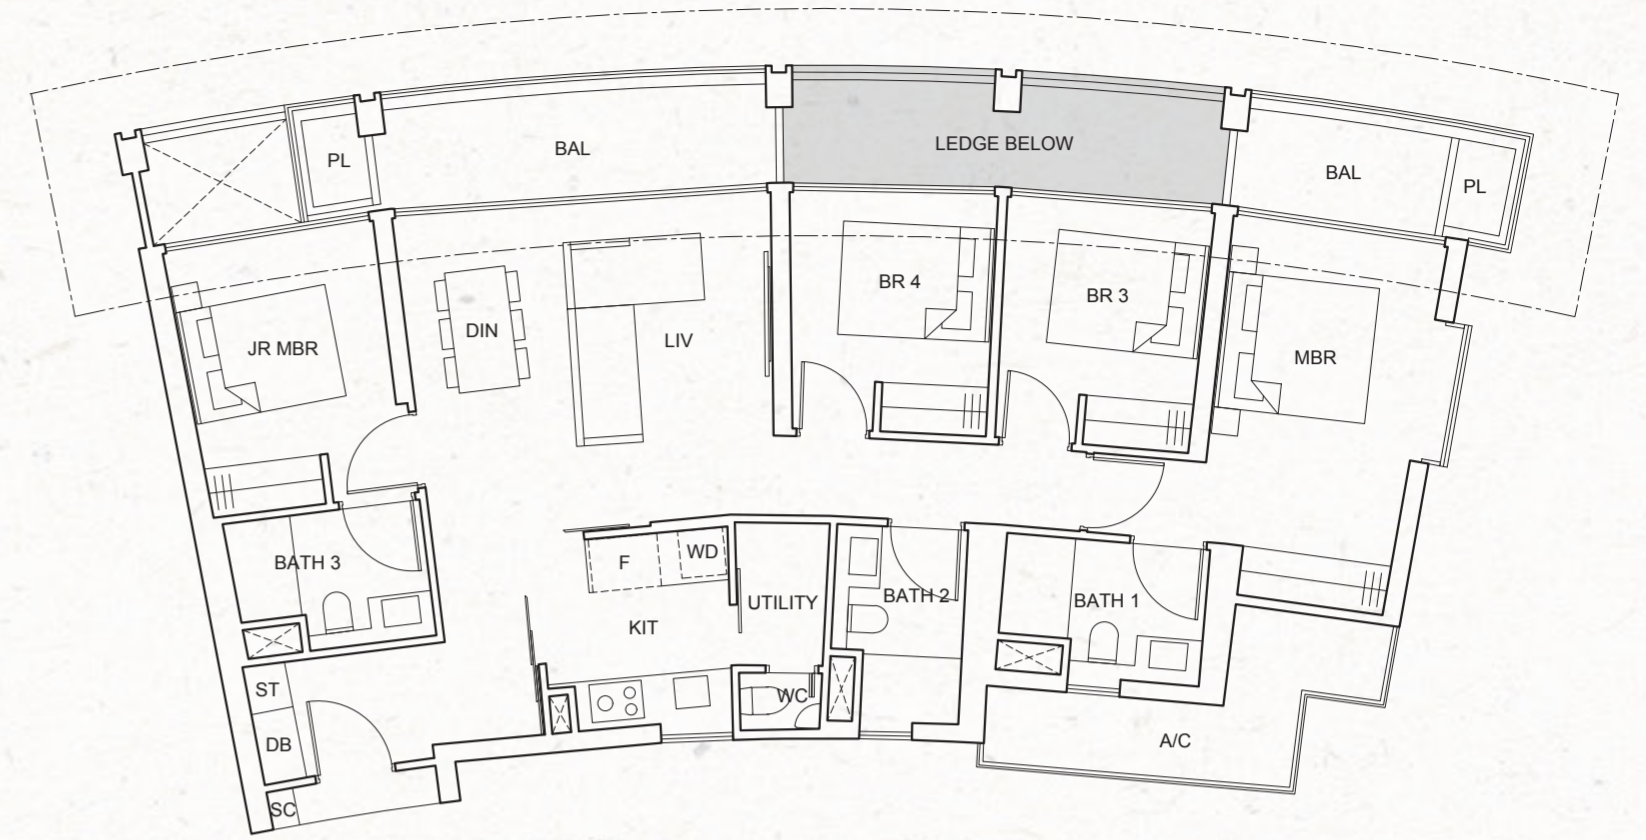 PL
BAL
LEDGE BELOW
BAL
PL
JR MBR
DIN
LIV
BR 4
BR 3
MBR
BATH 3
F
WD
KIT
UTILITY
BATH 2
BATH 1
ST
DB
SC
WC
A/C